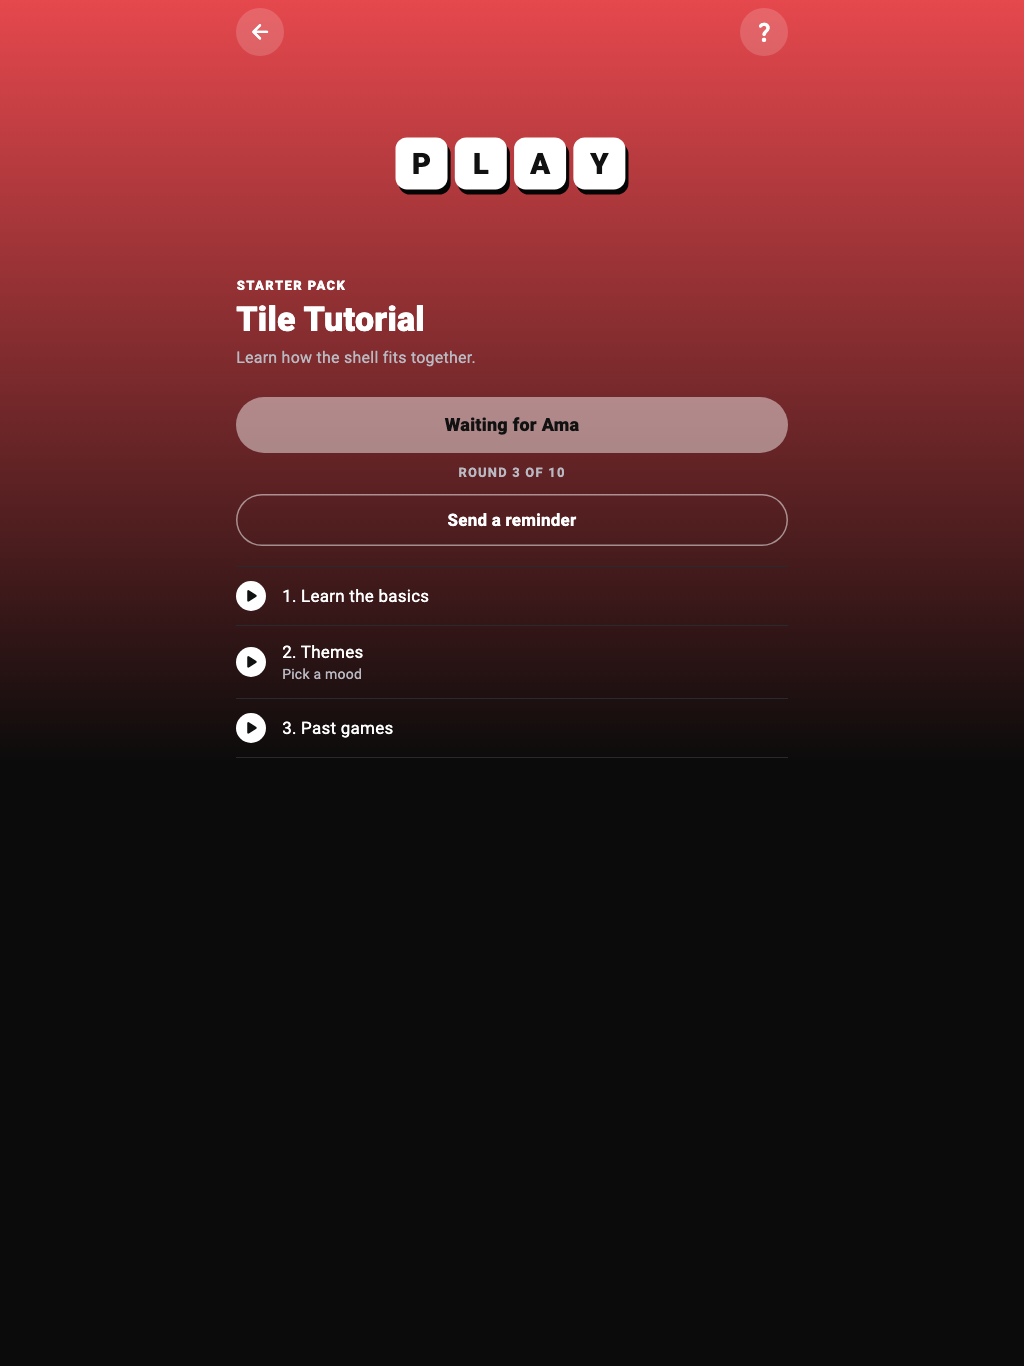 ?
PLAY
STARTER PACK
Tile Tutorial
Learn how the shell fits together.
Waiting for Ama
ROUND 3 OF 10
Send a reminder
1. Learn the basics
2. Themes
Pick a mood
3. Past games